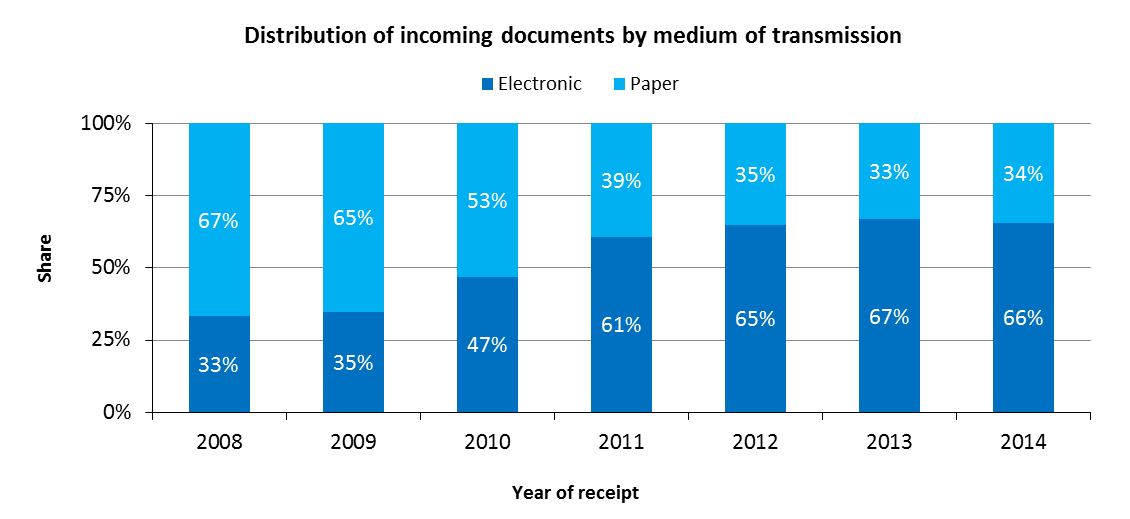 Distribution of incoming documents by medium of transmission
Electronic Paper
100%
75%
50%
25%
0%
Share
67% 65% 53% 39% 35% 33% 34%
33% 35% 47% 61% 65% 67% 66%
2008 2009 2010 2011 2012 2013 2014
Year of receipt